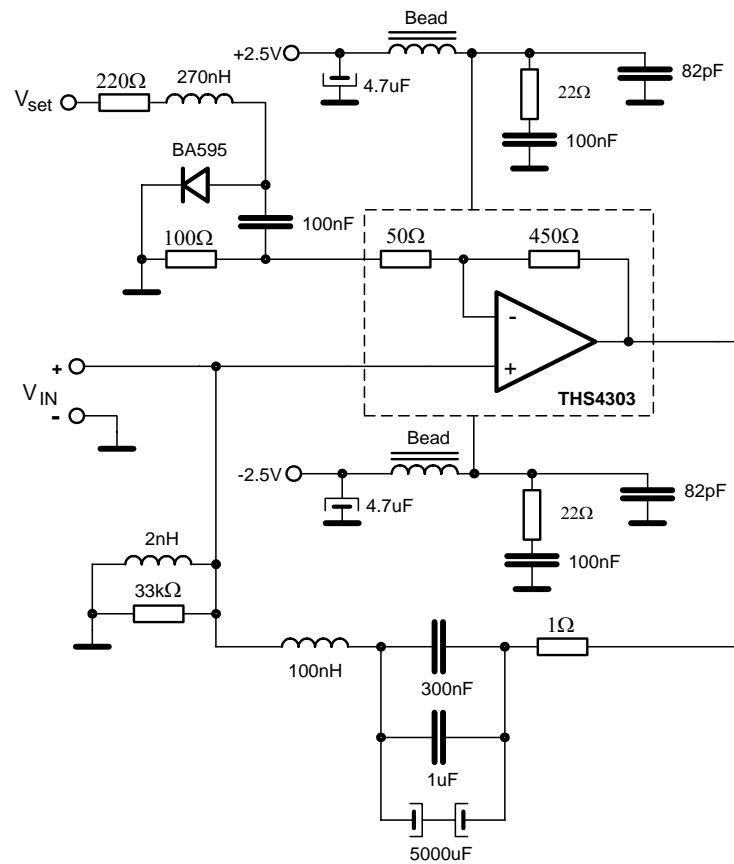 Bead
+2.5V
4.7uF
22Ω
100nF
82pF
220Ω
270nH
Vset
BA595
100nF
100Ω
50Ω
450Ω
-
+
THS4303
+
VIN
-
Bead
-2.5V
4.7uF
22Ω
100nF
82pF
2nH
33kΩ
100nH
300nF
1Ω
1uF
5000uF